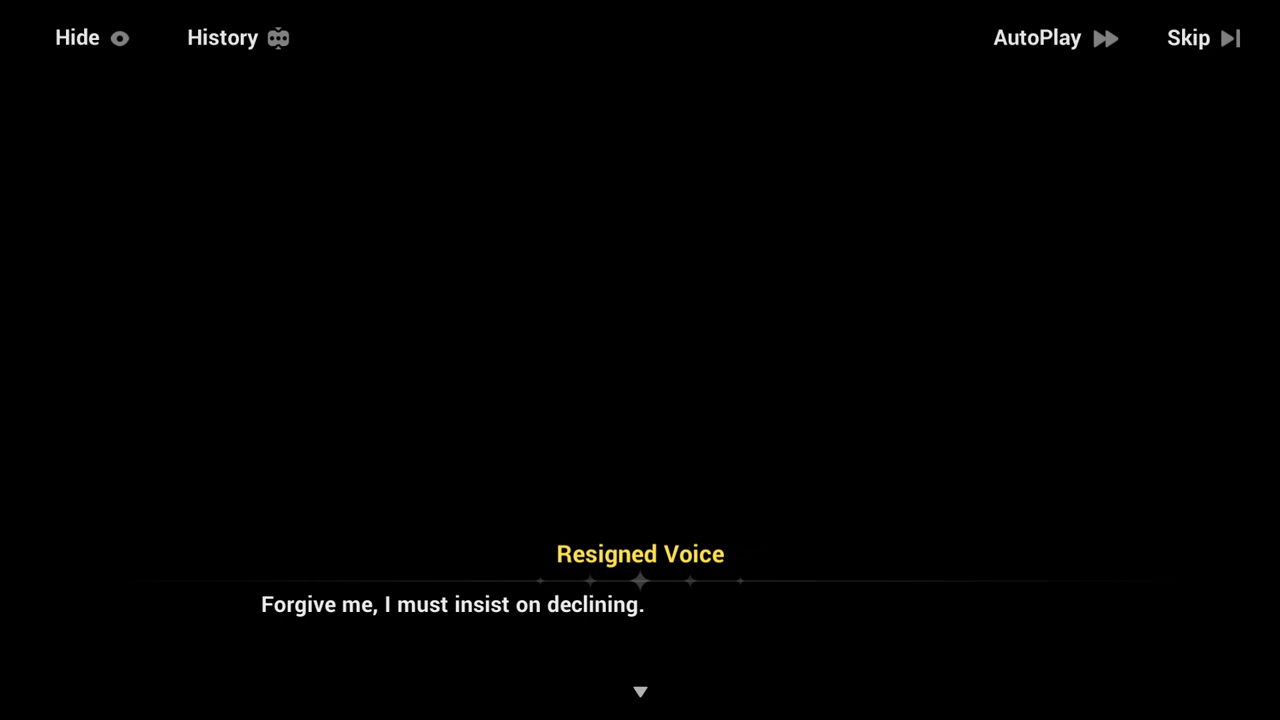 Hide
History
AutoPlay
Skip
Resigned Voice
Forgive me, I must insist on declining.